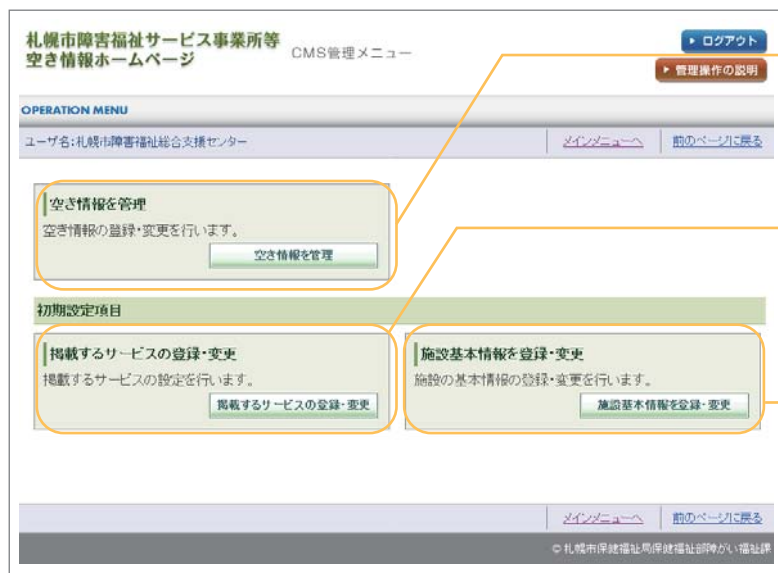 札幌市障害福祉サービス事業所等
空き情報ホームページ CMS管理メニュー
ログアウト
管理操作の説明
OPERATION MENU
ユーザ名:札幌市障害福祉総合支援センター メインメニューへ 前のページに戻る
空き情報を管理
空き情報の登録・変更を行います。
空き情報を管理
初期設定項目
掲載するサービスの登録・変更
掲載するサービスの設定を行います。
掲載するサービスの登録・変更
施設基本情報を登録・変更
施設の基本情報の登録・変更を行います。
施設基本情報を登録・変更
メインメニューへ 前のページに戻る
© 札幌市保健福祉局保健福祉部障がい福祉課